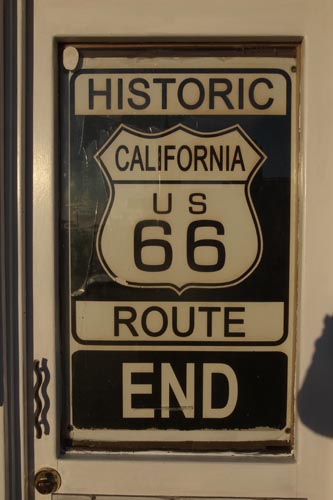 HISTORIC
CALIFORNIA
US
66
ROUTE
END